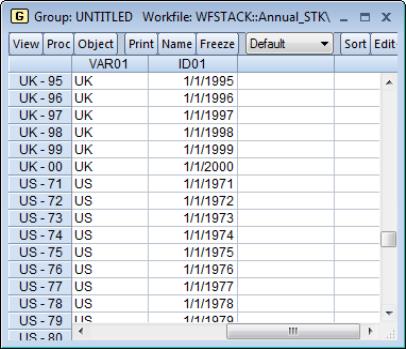 G Group: UNTITLED Workfile: WFSTACK::Annual_STK\
View Proc Object Print Name Freeze Default Sort Edit
VAR01 ID01
UK - 95 UK 1/1/1995
UK - 96 UK 1/1/1996
UK - 97 UK 1/1/1997
UK - 98 UK 1/1/1998
UK - 99 UK 1/1/1999
UK - 00 UK 1/1/2000
US - 71 US 1/1/1971
US - 72 US 1/1/1972
US - 73 US 1/1/1973
US - 74 US 1/1/1974
US - 75 US 1/1/1975
US - 76 US 1/1/1976
US - 77 US 1/1/1977
US - 78 US 1/1/1978
US - 79 US 1/1/1979
US - 80